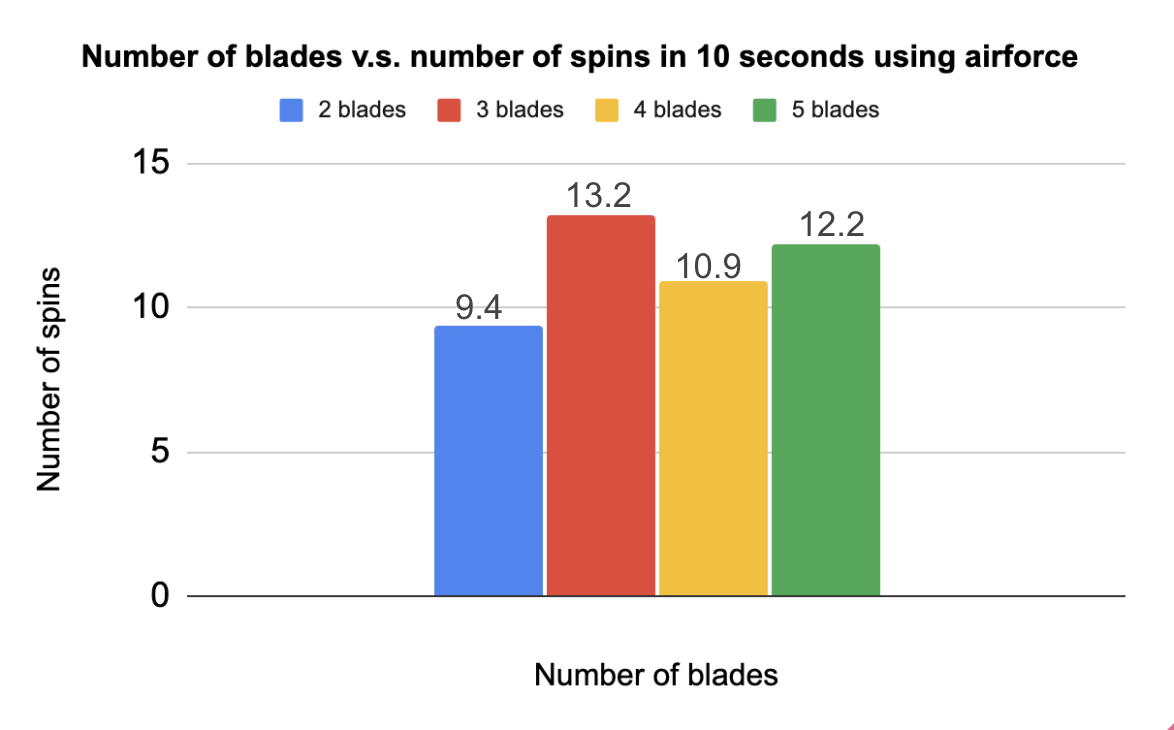 Number of blades v.s. number of spins in 10 seconds using airforce
2 blades 3 blades 4 blades 5 blades
15
13.2
12.2
10.9
10
9.4
5
0
Number of spins
Number of blades